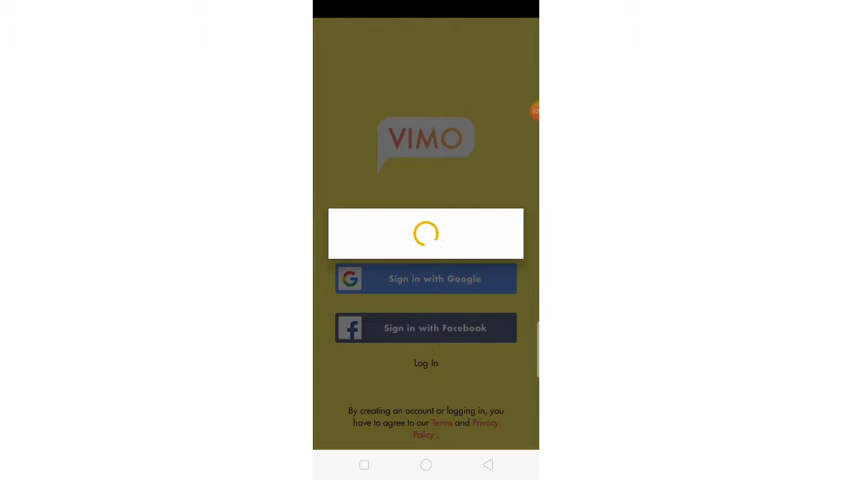 VIMO
Sign in with Google
Sign in with Facebook
Log In
By creating an account or logging in, you
have to agree to our Terms and Privacy
Policy .